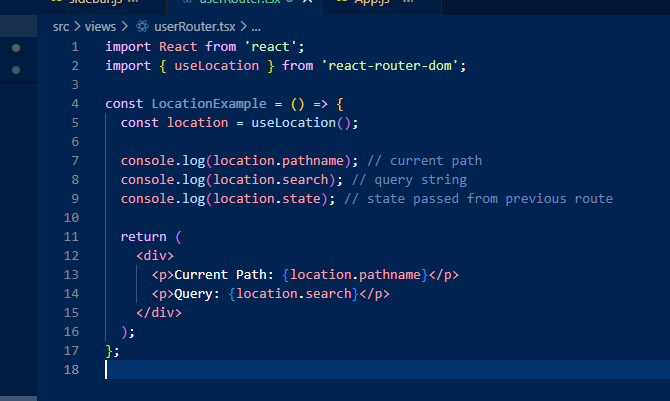 sidebar.js userRouter.tsx App.js
src > views > userRouter.tsx > ...
1 import React from 'react';
2 import { useLocation } from 'react-router-dom';
3
4 const LocationExample = () => {
5 const location = useLocation();
6
7 console.log(location.pathname); // current path
8 console.log(location.search); // query string
9 console.log(location.state); // state passed from previous route
10
11 return (
12 <div>
13 <p>Current Path: {location.pathname}</p>
14 <p>Query: {location.search}</p>
15 </div>
16 );
17 };
18